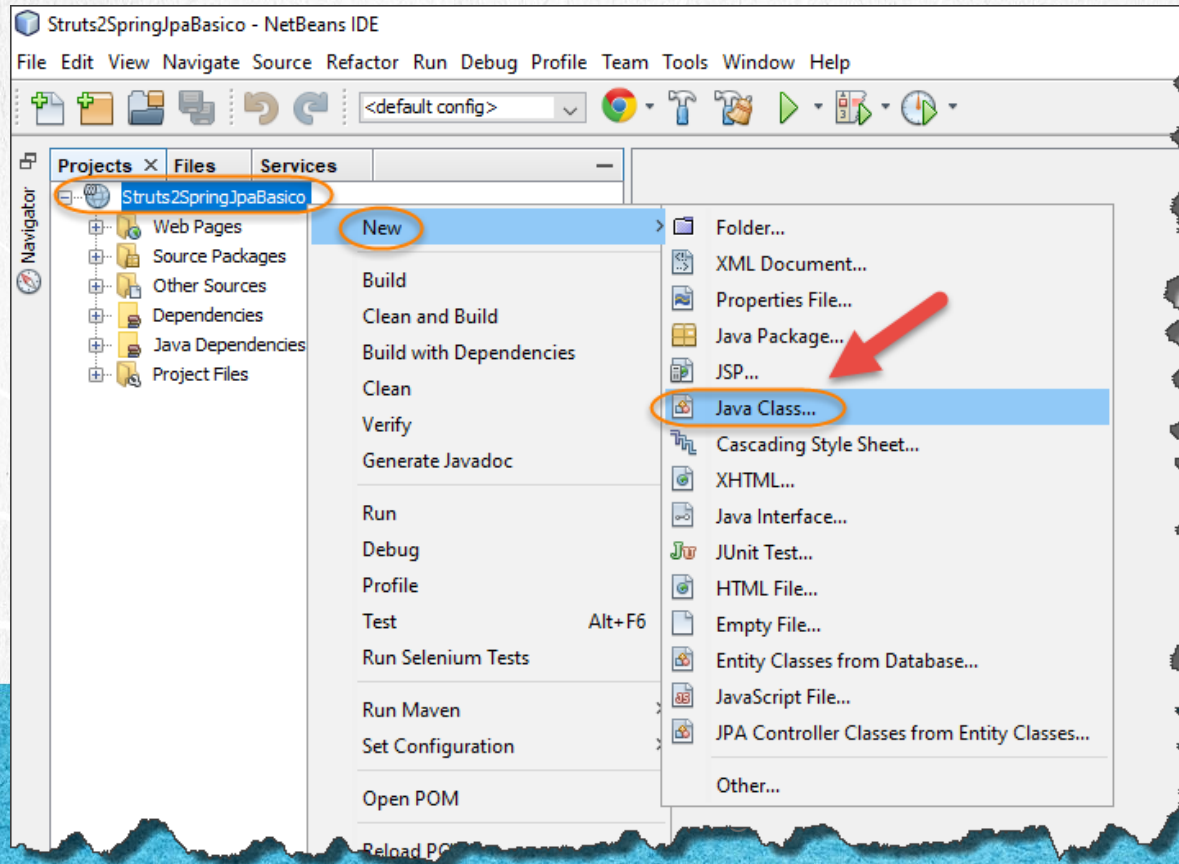 Struts2SpringJpaBasico - NetBeans IDE
File Edit View Navigate Source Refactor Run Debug Profile Team Tools Window Help
<default config>
Projects Files Services
Navigator
Struts2SpringJpaBasico
Web Pages
Source Packages
Other Sources
Dependencies
Java Dependencies
Project Files
New
Build
Clean and Build
Build with Dependencies
Clean
Verify
Generate Javadoc
Run
Debug
Profile
Test Alt+F6
Run Selenium Tests
Run Maven
Set Configuration
Open POM
Reload
Folder...
XML Document...
Properties File...
Java Package...
JSP...
Java Class...
Cascading Style Sheet...
XHTML...
Java Interface...
JUnit Test...
HTML File...
Empty File...
Entity Classes from Database...
JavaScript File...
JPA Controller Classes from Entity Classes...
Other...